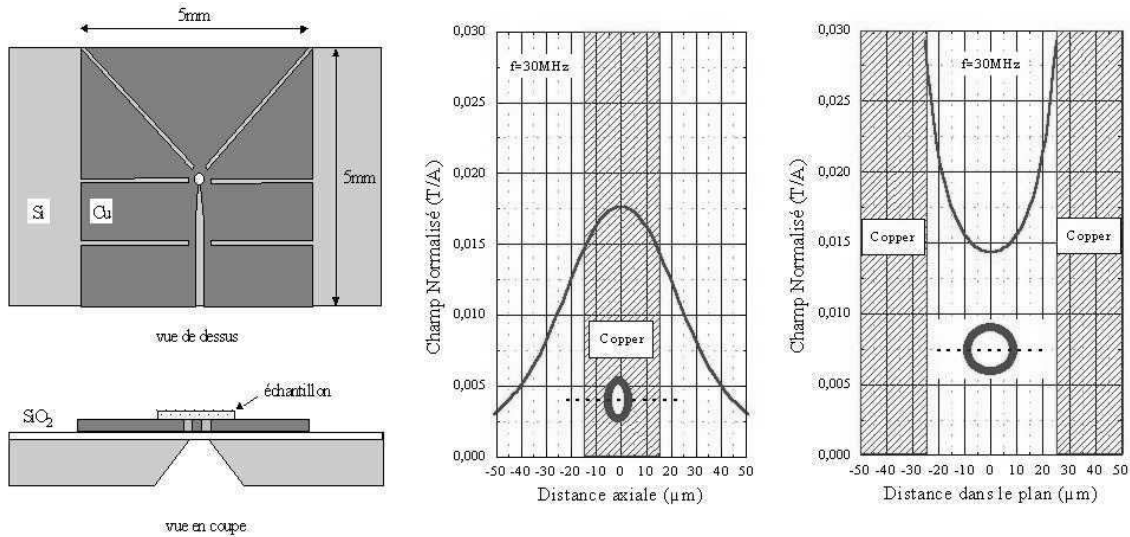 5mm
5mm
Si
Cu
vue de dessus
échantillon
SiO2
vue en coupe
Champ Normalisé (T/A)
0,030
0,025
0,020
0,015
0,010
0,005
0,000
f=30MHz
Copper
-50 -40 -30 -20 -10 0 10 20 30 40 50
Distance axiale (µm)
Champ Normalisé (T/A)
0,030
0,025
0,020
0,015
0,010
0,005
0,000
f=30MHz
Copper
Copper
-50 -40 -30 -20 -10 0 10 20 30 40 50
Distance dans le plan (µm)